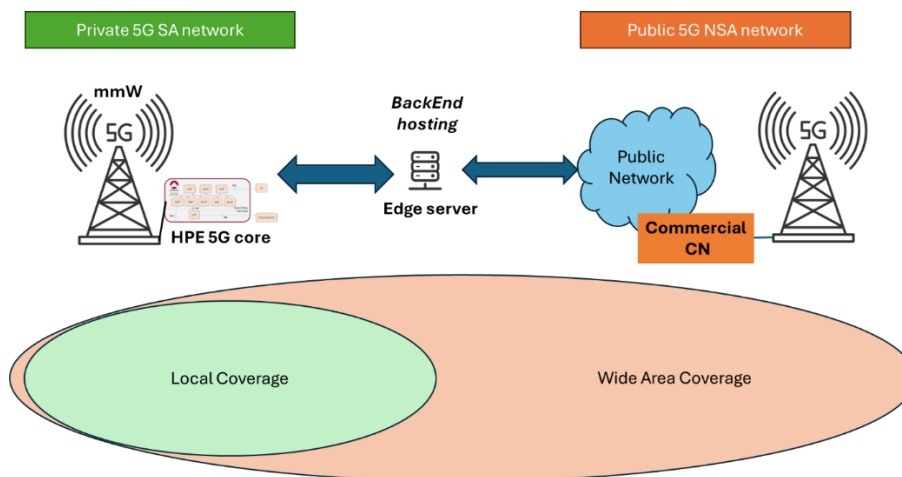 Private 5G SA network
Public 5G NSA network
mmW
5G
BackEnd
hosting
Edge server
HPE 5G core
Public
Network
Commercial
CN
5G
Local Coverage
Wide Area Coverage